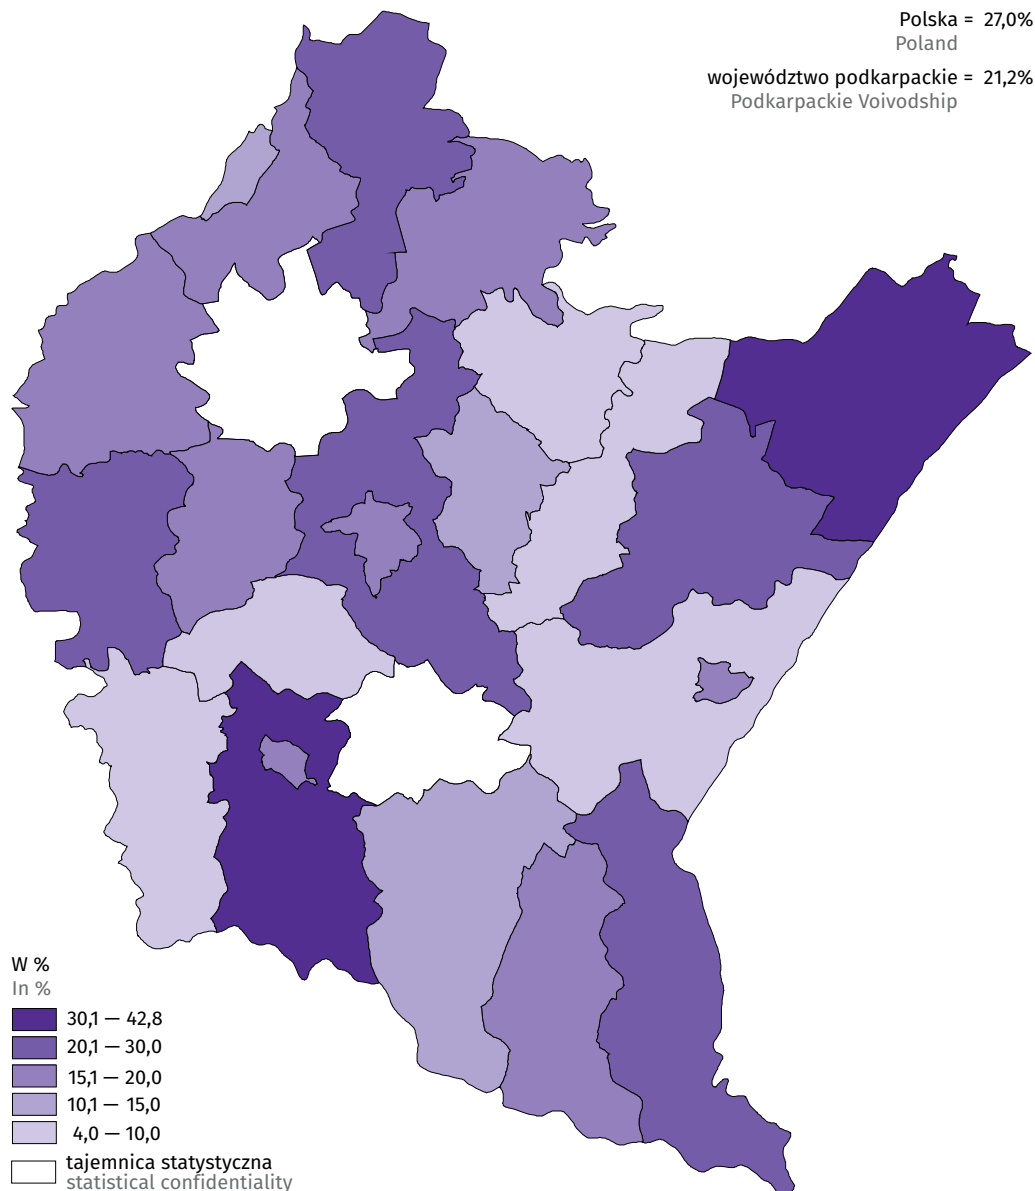 Polska = 27,0%
Poland
województwo podkarpackie = 21,2%
Podkarpackie Voivodship
W %
In %
30,1 — 42,8
20,1 — 30,0
15,1 — 20,0
10,1 — 15,0
4,0 — 10,0
tajemnica statystyczna
statistical confidentiality